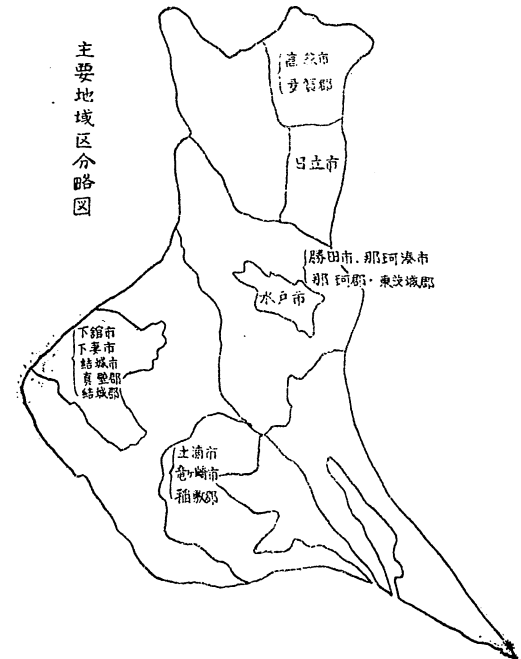 主要地域区分略図
高萩市
多賀郡
日立市
勝田市、那珂湊市
那珂郡・東茨城郡
水戸市
下館市
下妻市
結城市
真壁郡
結城郡
土浦市
竜ヶ崎市
稲敷郡